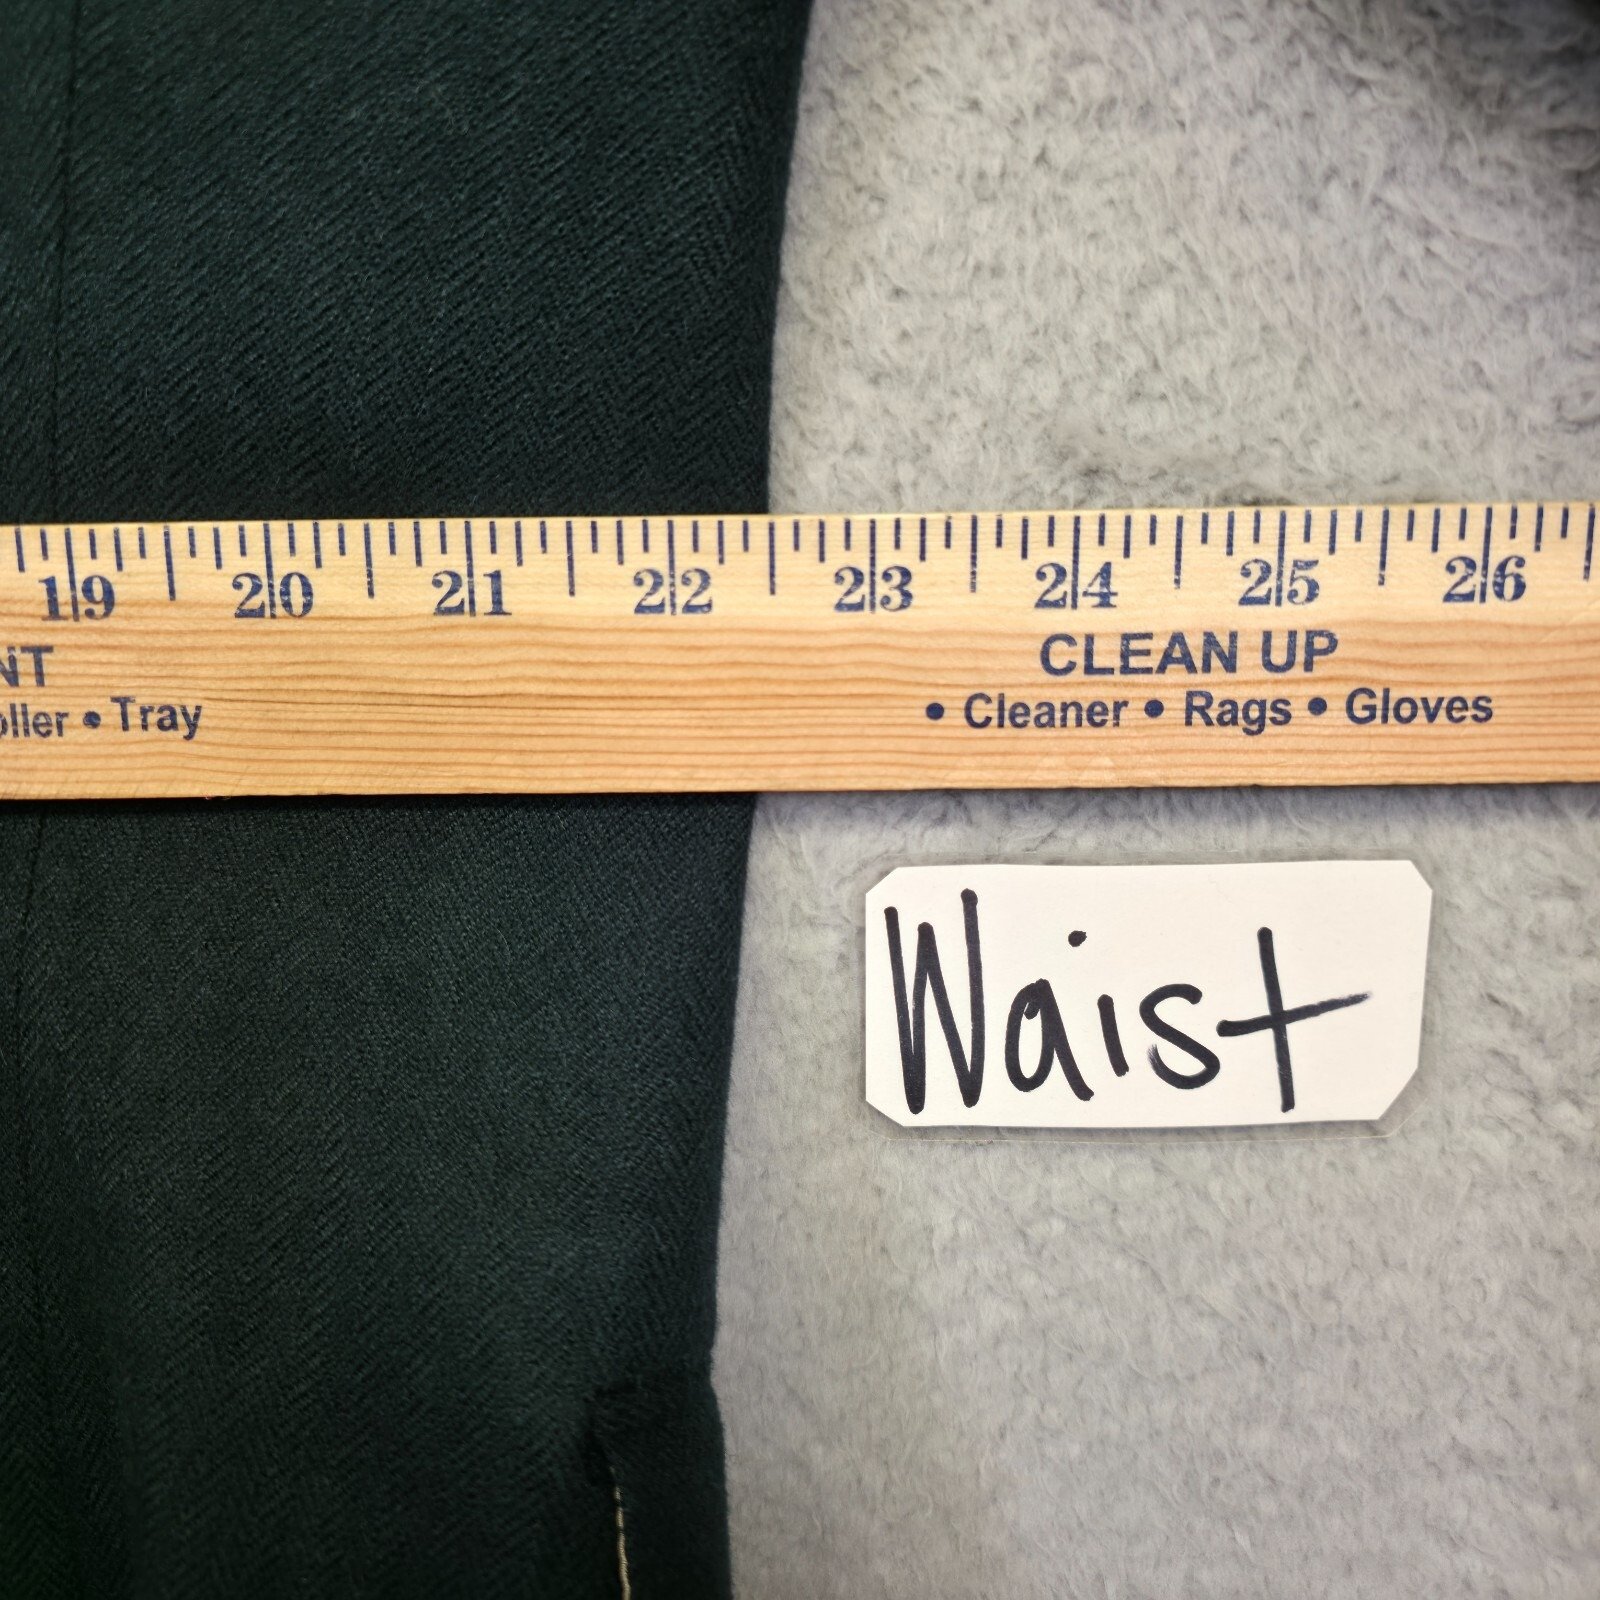 19 20 21 22 23 24 25 26
NT
CLEAN UP
oller • Tray
• Cleaner • Rags • Gloves
Waist